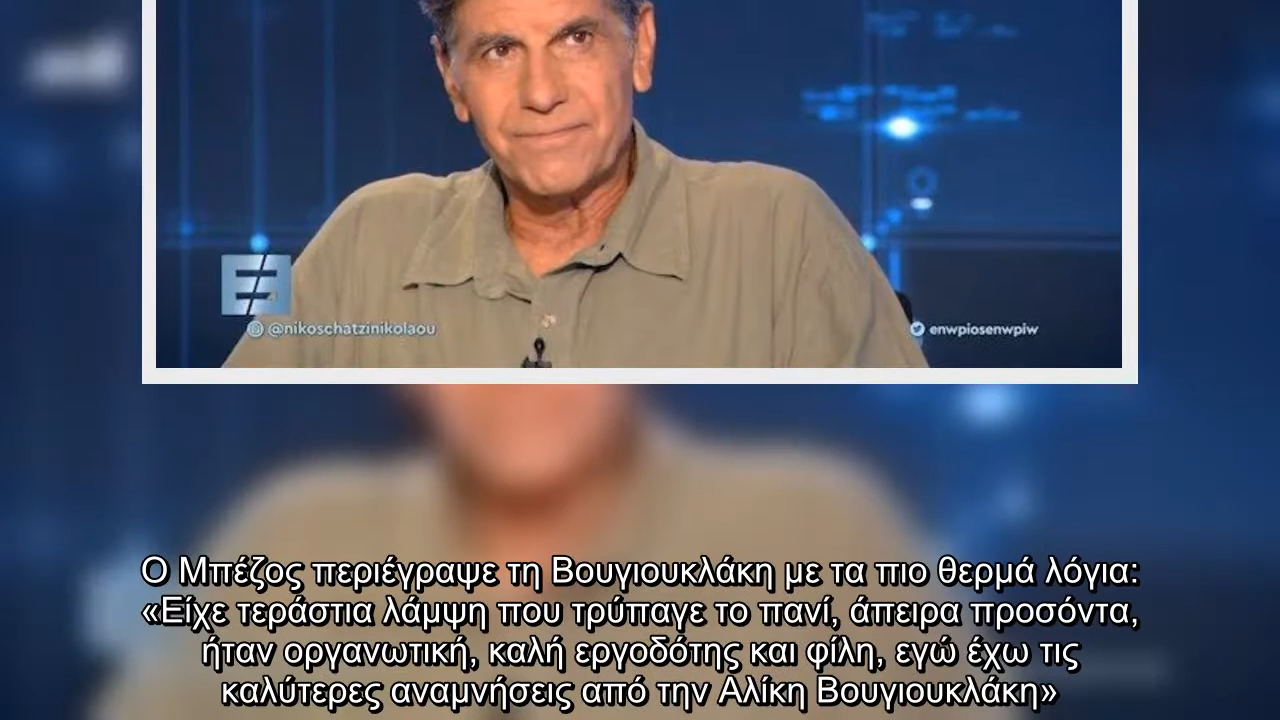 @nikoschatzinikolaou
enwpiosenwpiw
Ο Μπέζος περιέγραψε τη Βουγιουκλάκη με τα πιο θερμά λόγια:
«Είχε τεράστια λάμψη που τρύπαγε το πανί, άπειρα προσόντα,
ήταν οργανωτική, καλή εργοδότης και φίλη, εγώ έχω τις
καλύτερες αναμνήσεις από την Αλίκη Βουγιουκλάκη»